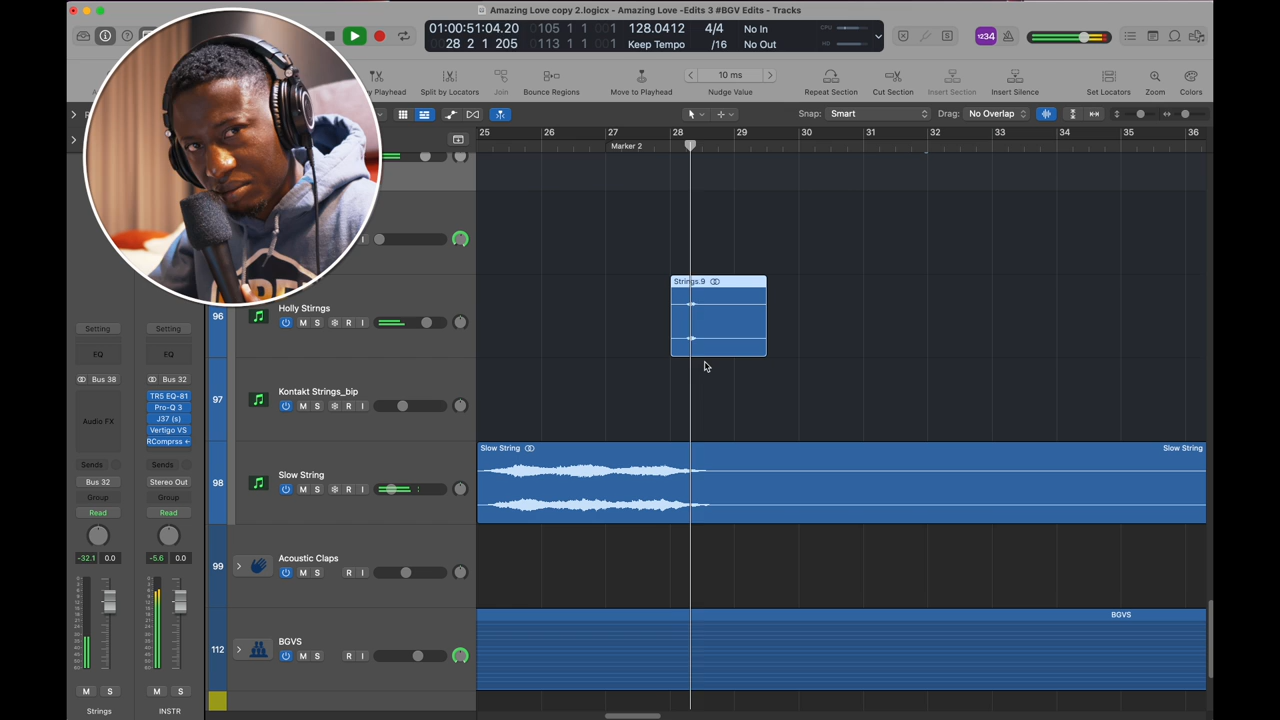 Amazing Love copy 2.logicx - Amazing Love -Edits 3 #BGV Edits - Tracks
01:00:51:04.20
105 1 1 001
128.0412
4/4
No In
CPU
28 2 1 205
113 1 1 001
Keep Tempo
/16
No Out
HD
1234
by Playhead
Split by Locators
Join
Bounce Regions
Move to Playhead
10 ms
Nudge Value
Repeat Section
Cut Section
Insert Section
Insert Silence
Set Locators
Zoom
Colors
Snap: Smart
Drag: No Overlap
25 26 27 28 29 30 31 32 33 34 35 36
Marker 2
I
Strings.9
96
Holly Stirngs
M S R I
97
Kontakt Strings_bip
M S R I
98
Slow String
M S R I
Slow String
Slow String
99
Acoustic Claps
M S R I
112
BGVS
M S R I
BGVS
Setting
Setting
EQ
EQ
Bus 38
Bus 32
Audio FX
TR5 EQ-81
Pro-Q 3
J37 (s)
Vertigo VS
RComprss
Sends
Sends
Bus 32
Stereo Out
Group
Group
Read
Read
-32.1 0.0
-5.6 0.0
M S
M S
Strings
INSTR